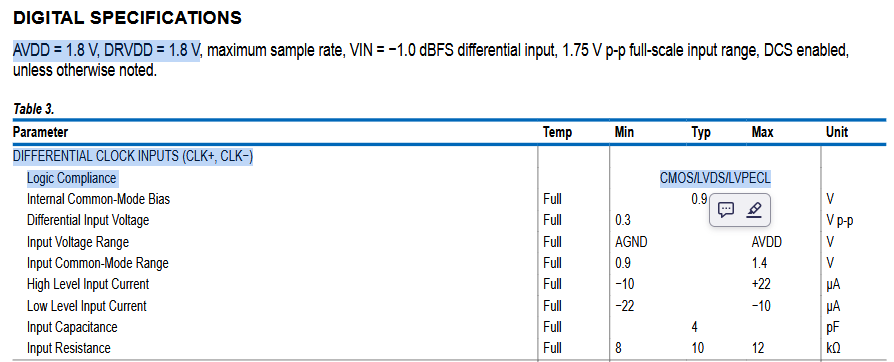 DIGITAL SPECIFICATIONS
AVDD = 1.8 V, DRVDD = 1.8 V, maximum sample rate, VIN = −1.0 dBFS differential input, 1.75 V p-p full-scale input range, DCS enabled,
unless otherwise noted.
Table 3.
Parameter Temp Min Typ Max Unit
DIFFERENTIAL CLOCK INPUTS (CLK+, CLK−)
Logic Compliance CMOS/LVDS/LVPECL
Internal Common-Mode Bias Full 0.9 V
Differential Input Voltage Full 0.3 V p-p
Input Voltage Range Full AGND AVDD V
Input Common-Mode Range Full 0.9 1.4 V
High Level Input Current Full −10 +22 µA
Low Level Input Current Full −22 −10 µA
Input Capacitance Full 4 pF
Input Resistance Full 8 10 12 kΩ